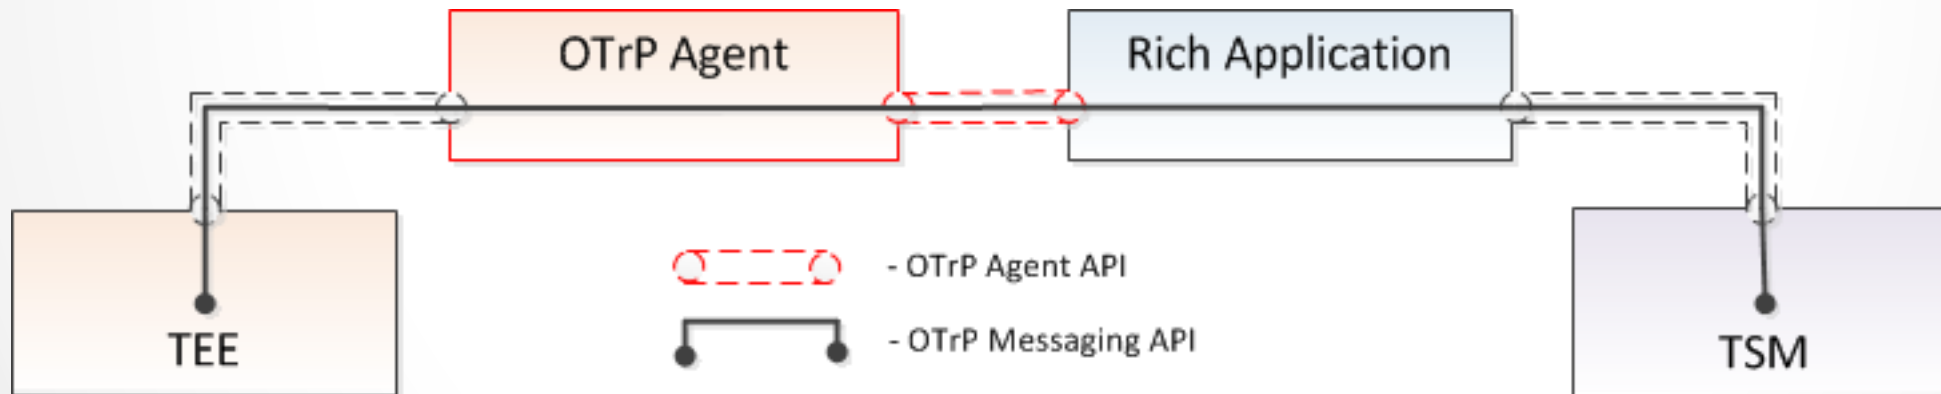 OTrP Agent
Rich Application
TEE
- OTrP Agent API
- OTrP Messaging API
TSM